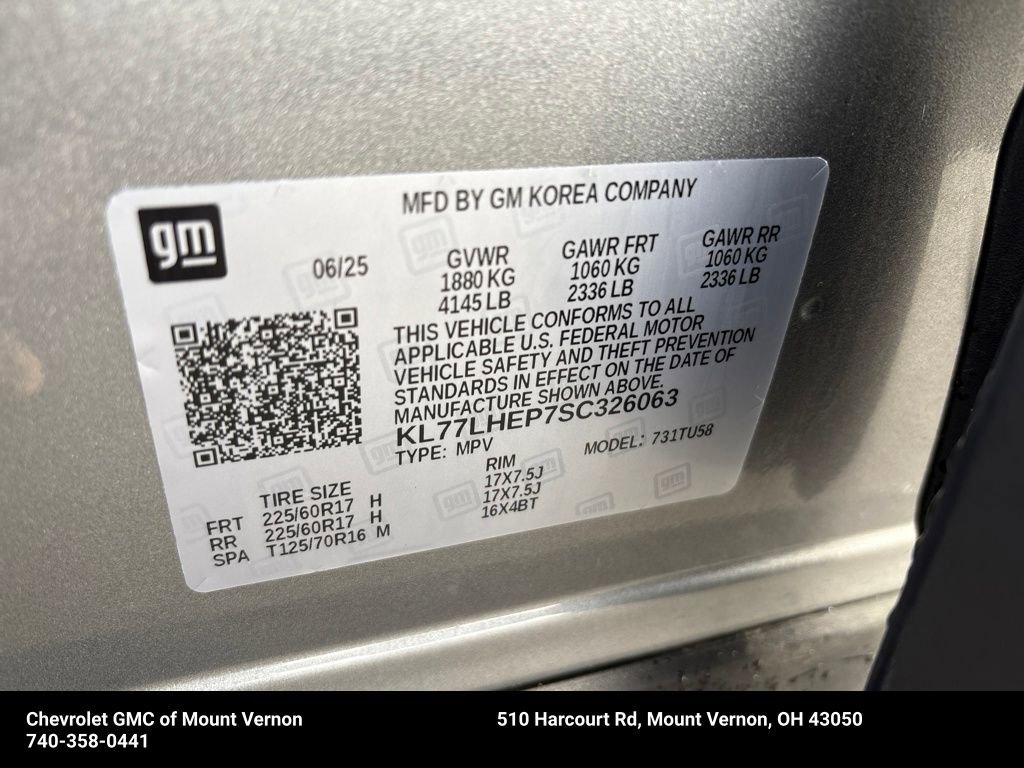 MFD BY GM KOREA COMPANY
gm
06/25
GVWR GAWR FRT GAWR RR
1880 KG 1060 KG 1060 KG
4145 LB 2336 LB 2336 LB
THIS VEHICLE CONFORMS TO ALL
APPLICABLE U.S. FEDERAL MOTOR
VEHICLE SAFETY AND THEFT PREVENTION
STANDARDS IN EFFECT ON THE DATE OF
MANUFACTURE SHOWN ABOVE.
KL77LHEP7SC326063
TYPE: MPV MODEL: 731TU58
TIRE SIZE RIM
FRT 225/60R17 H 17X7.5J
RR 225/60R17 H 17X7.5J
SPA T125/70R16 M 16X4BT
Chevrolet GMC of Mount Vernon
740-358-0441
510 Harcourt Rd, Mount Vernon, OH 43050